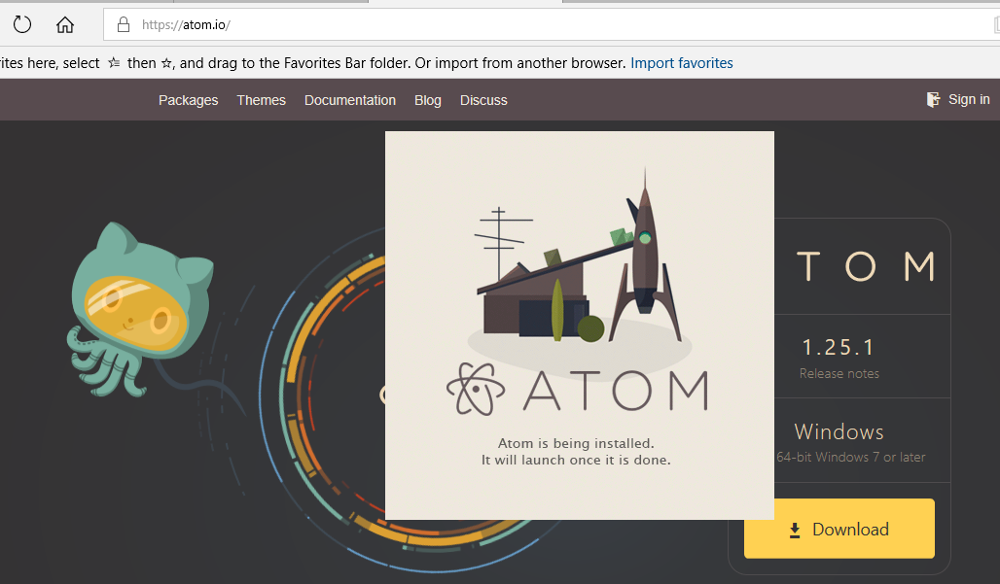 https://atom.io/
rites here, select then , and drag to the Favorites Bar folder. Or import from another browser. Import favorites
Packages Themes Documentation Blog Discuss Sign in
T O M
1.25.1
Release notes
ATOM
Windows
Atom is being installed.
64-bit Windows 7 or later
It will launch once it is done.
Download